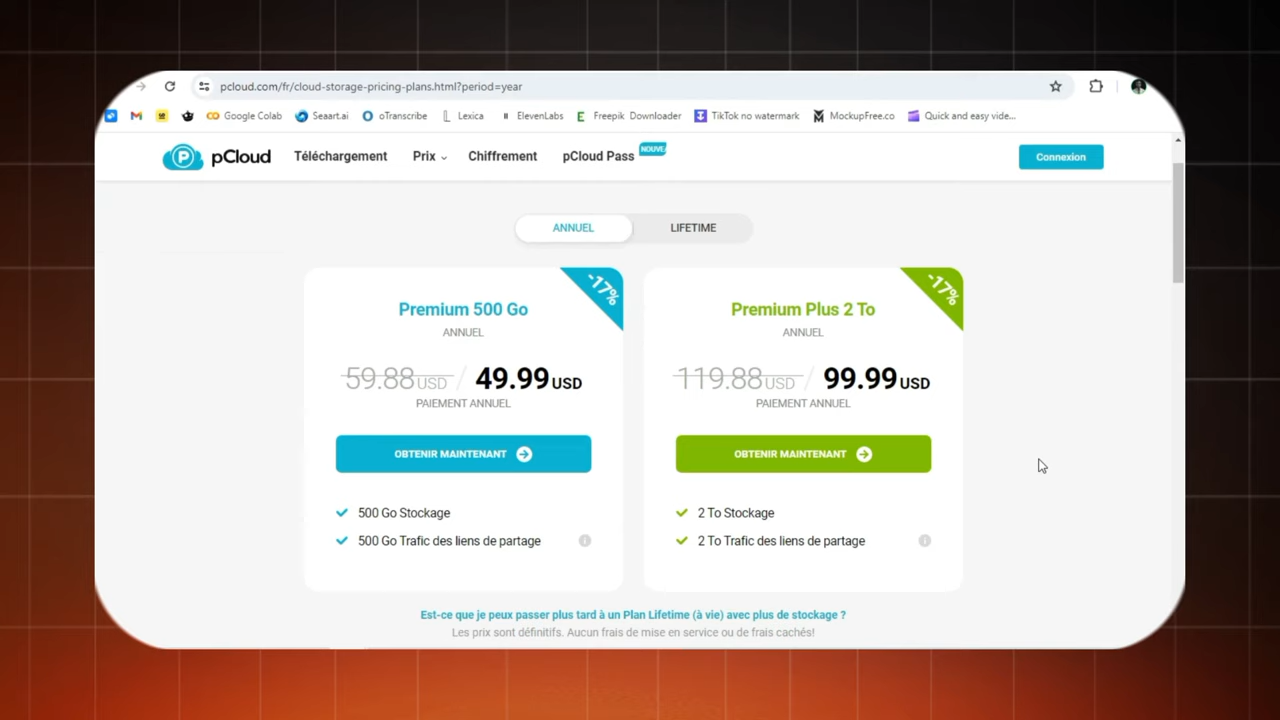 pcloud.com/fr/cloud-storage-pricing-plans.html?period=year
Google Colab Seaart.ai oTranscribe Lexica ElevenLabs Freepik Downloader TikTok no watermark MockupFree.co Quick and easy vide...
pCloud Téléchargement Prix Chiffrement pCloud Pass Connexion
ANNUEL LIFETIME
-17%
Premium 500 Go
ANNUEL
59.88 USD / 49.99 USD
PAIEMENT ANNUEL
OBTENIR MAINTENANT
500 Go Stockage
500 Go Trafic des liens de partage
-17%
Premium Plus 2 To
ANNUEL
119.88 USD / 99.99 USD
PAIEMENT ANNUEL
OBTENIR MAINTENANT
2 To Stockage
2 To Trafic des liens de partage
Est-ce que je peux passer plus tard à un Plan Lifetime (à vie) avec plus de stockage ?
Les prix sont définitifs. Aucun frais de mise en service ou de frais cachés!